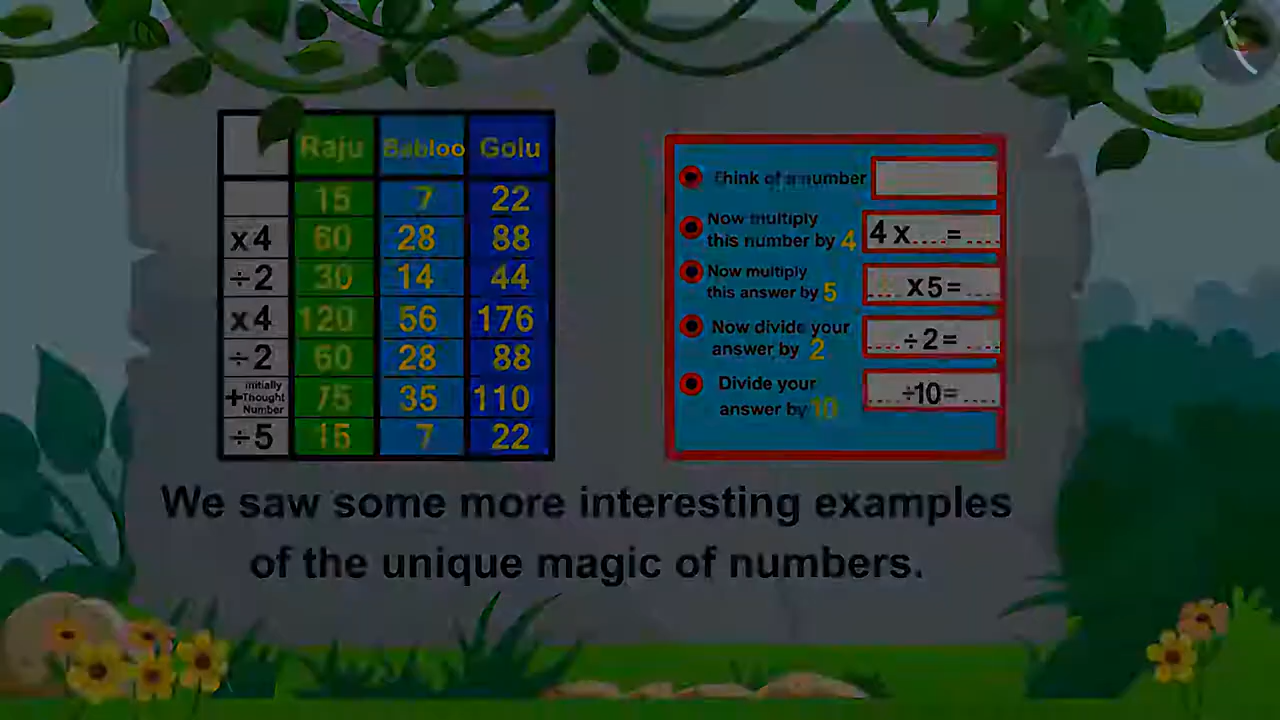 Raju Babloo Golu
15 7 22
x4 60 28 88
÷2 30 14 44
x4 120 56 176
÷2 60 28 88
+ Initially Thought Number 75 35 110
÷5 15 7 22
Think of a number
Now multiply
this number by 4 4 x....=....
Now multiply
this answer by 5 .... x5=....
Now divide your
answer by 2 ....÷2=....
Divide your
answer by 10 ....÷10=....
We saw some more interesting examples
of the unique magic of numbers.